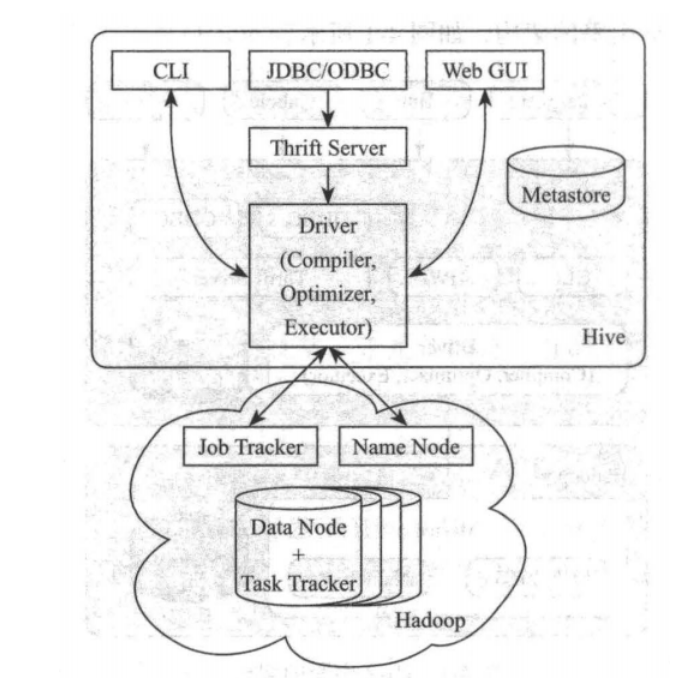 CLI
JDBC/ODBC
Web GUI
Thrift Server
Metastore
Driver
(Compiler,
Optimizer,
Executor)
Hive
Job Tracker
Name Node
Data Node
+
Task Tracker
Hadoop